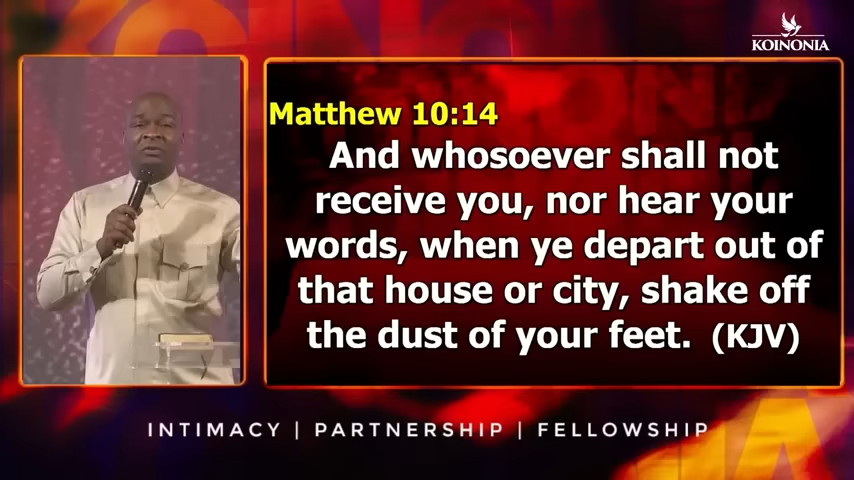 KOINONIA
Matthew 10:14
And whosoever shall not
receive you, nor hear your
words, when ye depart out of
that house or city, shake off
the dust of your feet. (KJV)
INTIMACY | PARTNERSHIP | FELLOWSHIP